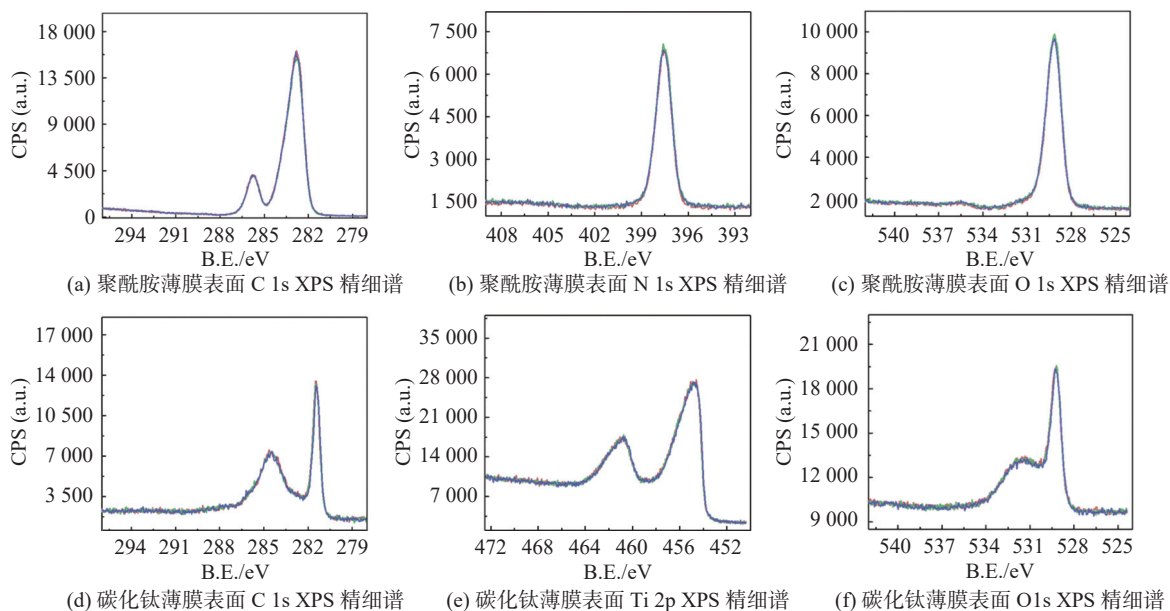 18 000
13 500
9 000
4 500
0
CPS (a.u.)
294 291 288 285 282 279
B.E./eV
(a) 聚酰胺薄膜表面 C 1s XPS 精细谱
7 500
6 000
4 500
3 000
1 500
CPS (a.u.)
408 405 402 399 396 393
B.E./eV
(b) 聚酰胺薄膜表面 N 1s XPS 精细谱
10 000
8 000
6 000
4 000
2 000
CPS (a.u.)
540 537 534 531 528 525
B.E./eV
(c) 聚酰胺薄膜表面 O 1s XPS 精细谱
17 000
14 000
10 500
7 000
3 500
CPS (a.u.)
294 291 288 285 282 279
B.E./eV
(d) 碳化钛薄膜表面 C 1s XPS 精细谱
35 000
28 000
21 000
14 000
7 000
CPS (a.u.)
472 468 464 460 456 452
B.E./eV
(e) 碳化钛薄膜表面 Ti 2p XPS 精细谱
21 000
18 000
15 000
12 000
9 000
CPS (a.u.)
540 537 534 531 528 525
B.E./eV
(f) 碳化钛薄膜表面 O1s XPS 精细谱